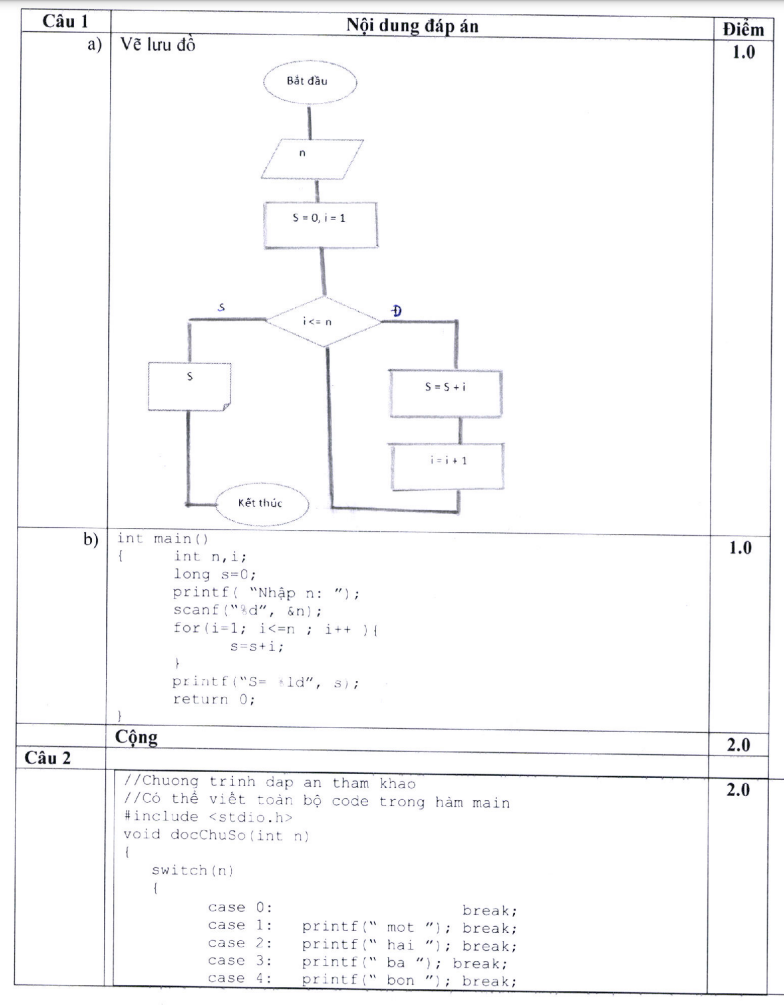 Câu 1 Nội dung đáp án Điểm
a) Vẽ lưu đồ 1.0
Bắt đầu
n
S = 0, i = 1
S i <= n Đ
S S = S + i
i = i + 1
Kết thúc
b) int main() 1.0
{ int n,i;
long s=0;
printf( “Nhập n: ”);
scanf(“%d”, &n);
for(i=1; i<=n ; i++ ){
s=s+i;
}
printf(“S= %ld”, s);
return 0;
}
Cộng 2.0
Câu 2
//Chuong trinh dap an tham khao 2.0
//Có thể viết toàn bộ code trong hàm main
#include <stdio.h>
void docChuSo(int n)
{
switch(n)
{
case 0: break;
case 1: printf(“ mot ”); break;
case 2: printf(“ hai ”); break;
case 3: printf(“ ba ”); break;
case 4: printf(“ bon ”); break;